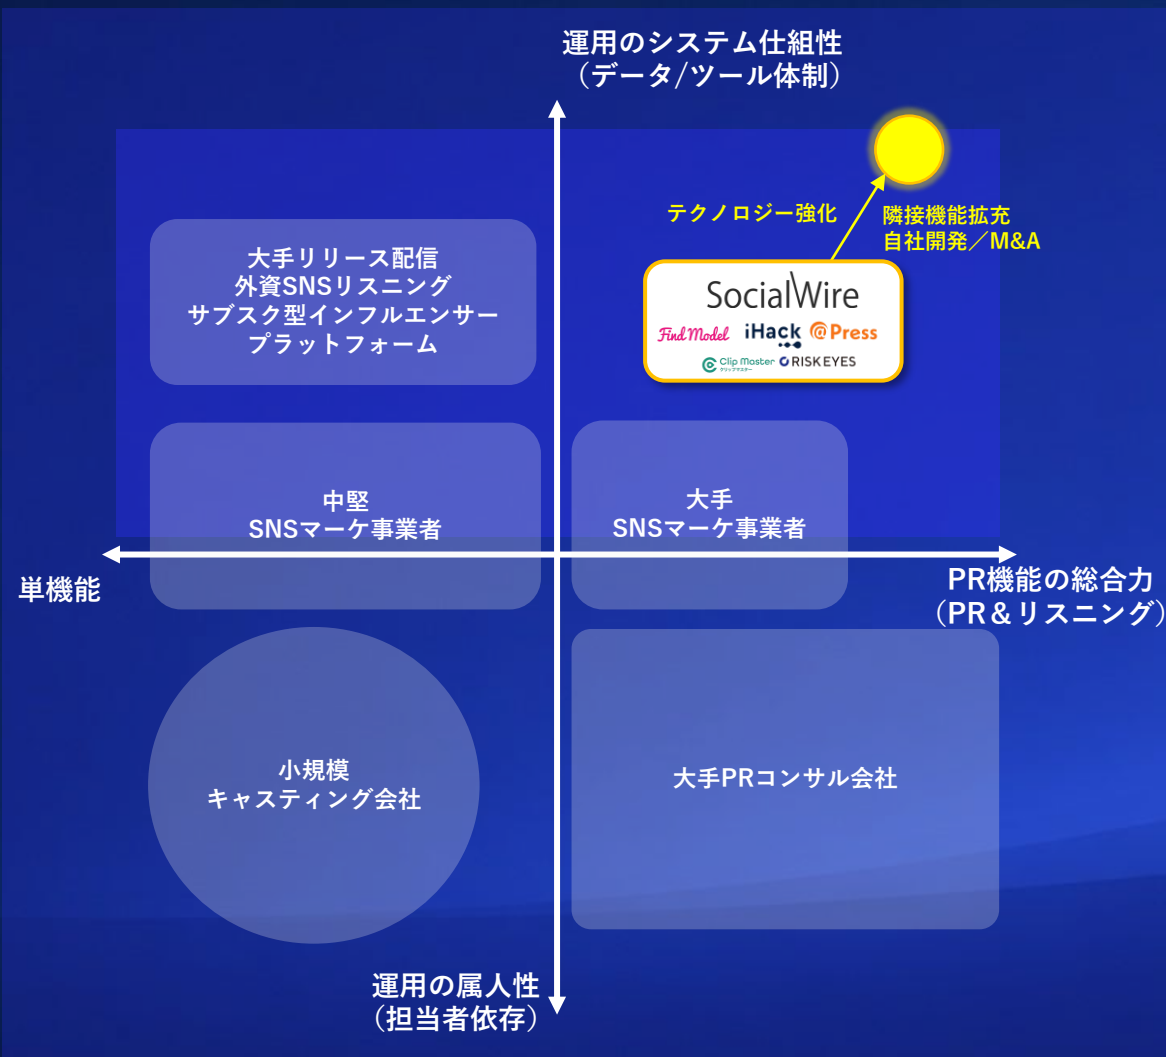 運用のシステム仕組性
（データ/ツール体制）
テクノロジー強化
隣接機能拡充
自社開発／M&A
大手リリース配信
外資SNSリスニング
サブスク型インフルエンサー
プラットフォーム
SocialWire
Find Model iHack @Press
Clip Master RISK EYES
クリップマスター
中堅
SNSマーケ事業者
大手
SNSマーケ事業者
単機能
PR機能の総合力
（PR＆リスニング）
小規模
キャスティング会社
大手PRコンサル会社
運用の属人性
（担当者依存）